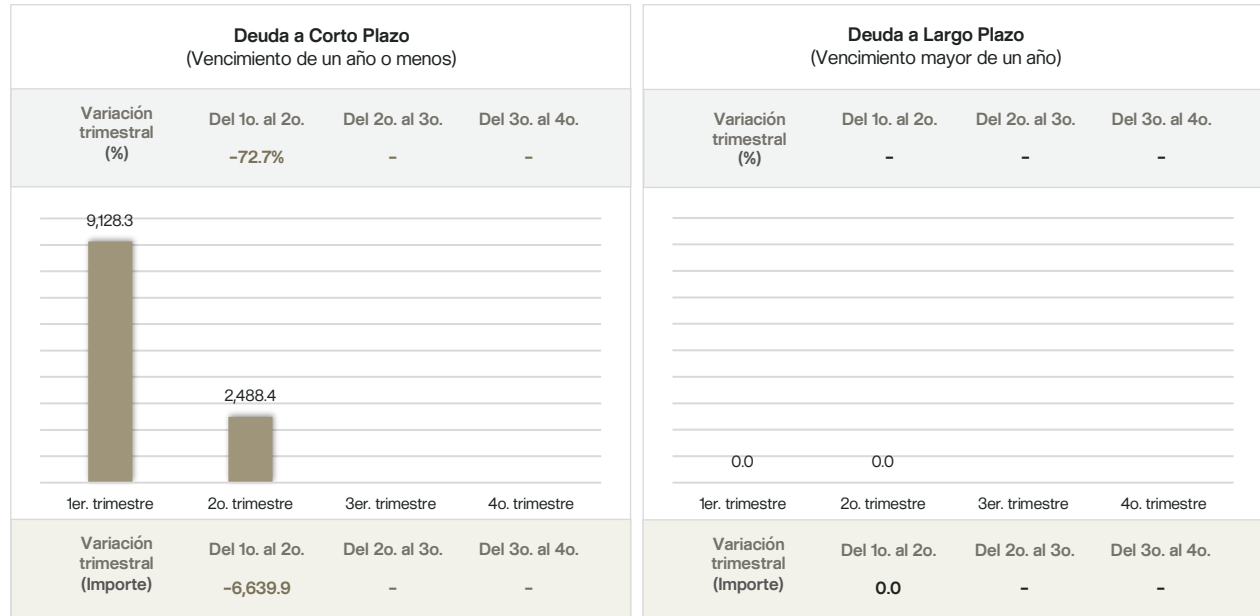 Deuda a Corto Plazo
(Vencimiento de un año o menos)
Variación
trimestral
(%)
Del 1o. al 2o.
Del 2o. al 3o.
Del 3o. al 4o.
-72.7%
-
-
9,128.3
2,488.4
1er. trimestre
2o. trimestre
3er. trimestre
4o. trimestre
Variación
trimestral
(Importe)
Del 1o. al 2o.
Del 2o. al 3o.
Del 3o. al 4o.
-6,639.9
-
-
Deuda a Largo Plazo
(Vencimiento mayor de un año)
Variación
trimestral
(%)
Del 1o. al 2o.
Del 2o. al 3o.
Del 3o. al 4o.
-
-
-
0.0
0.0
1er. trimestre
2o. trimestre
3er. trimestre
4o. trimestre
Variación
trimestral
(Importe)
Del 1o. al 2o.
Del 2o. al 3o.
Del 3o. al 4o.
0.0
-
-